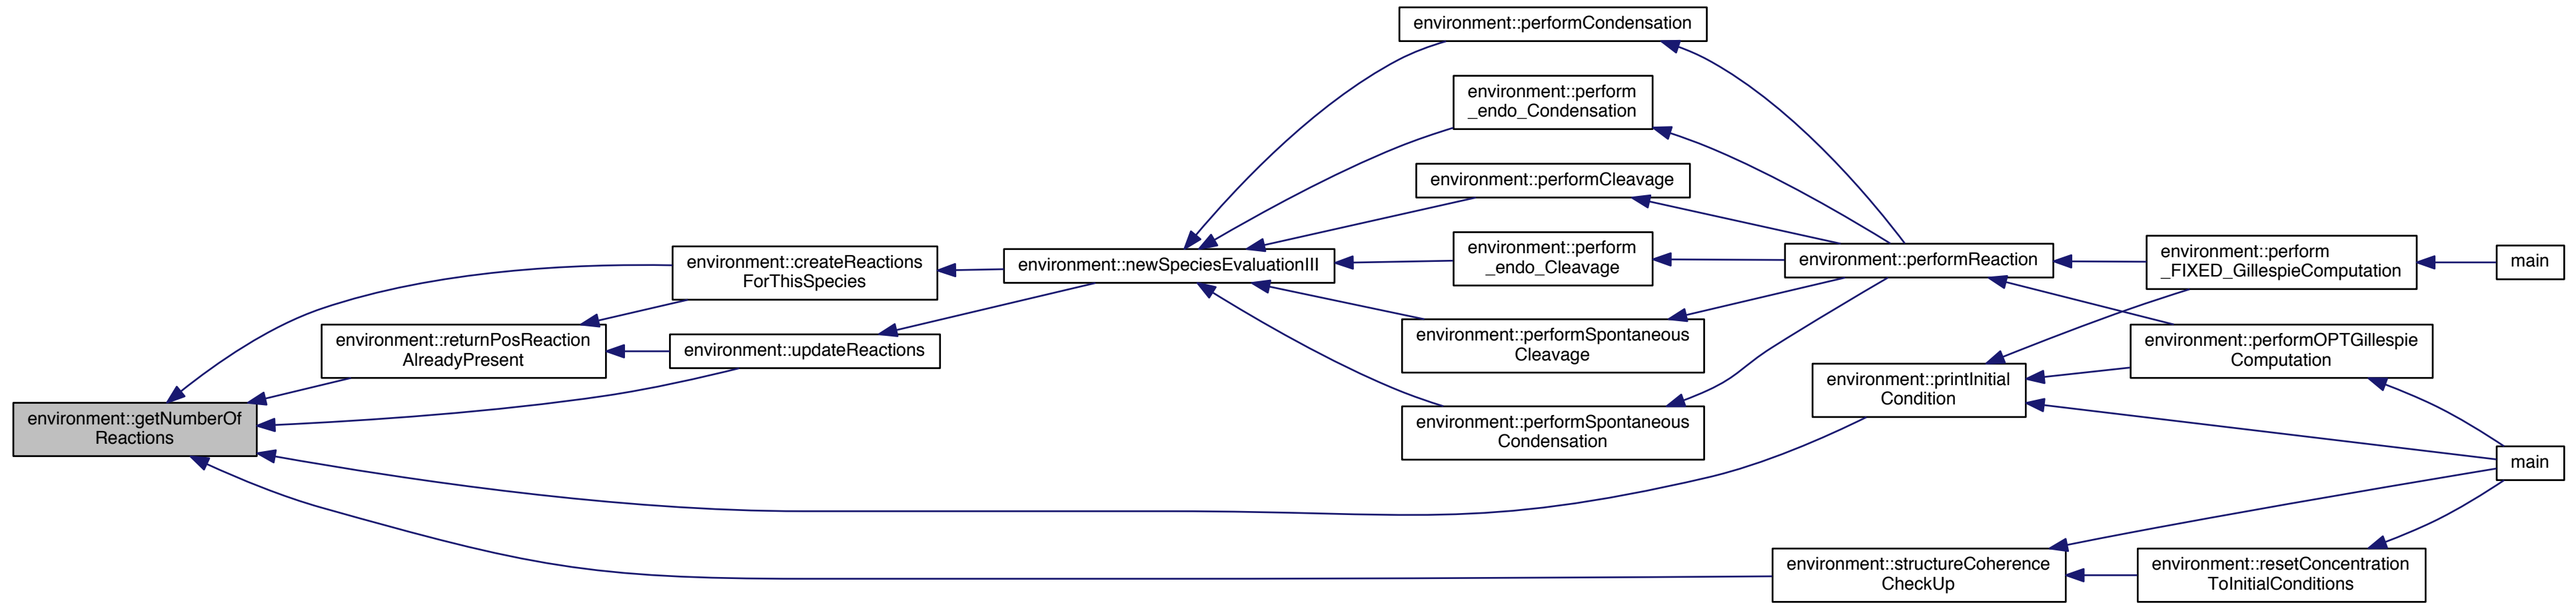 environment::getNumberOf
Reactions
environment::createReactions
ForThisSpecies
environment::returnPosReaction
AlreadyPresent
environment::updateReactions
environment::newSpeciesEvaluationIII
environment::performCondensation
environment::perform
_endo_Condensation
environment::performCleavage
environment::perform
_endo_Cleavage
environment::performSpontaneous
Cleavage
environment::performSpontaneous
Condensation
environment::performReaction
environment::printInitial
Condition
environment::structureCoherence
CheckUp
environment::perform
_FIXED_GillespieComputation
environment::performOPTGillespie
Computation
environment::resetConcentration
ToInitialConditions
main
main